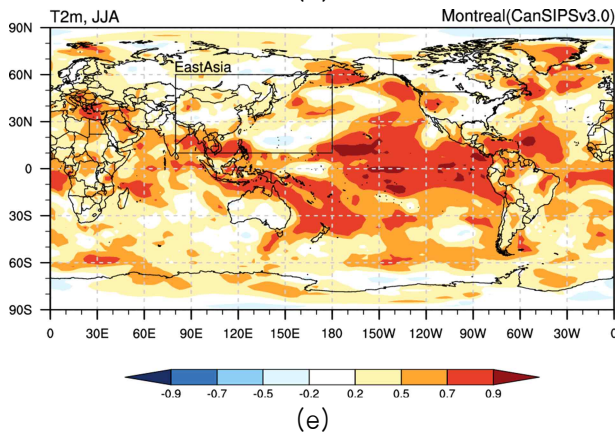 T2m, JJA Montreal(CanSIPSv3.0)
90N
60N
30N
0
30S
60S
90S
EastAsia
0 30E 60E 90E 120E 150E 180 150W 120W 90W 60W 30W 0
-0.9 -0.7 -0.5 -0.2 0.2 0.5 0.7 0.9
(e)